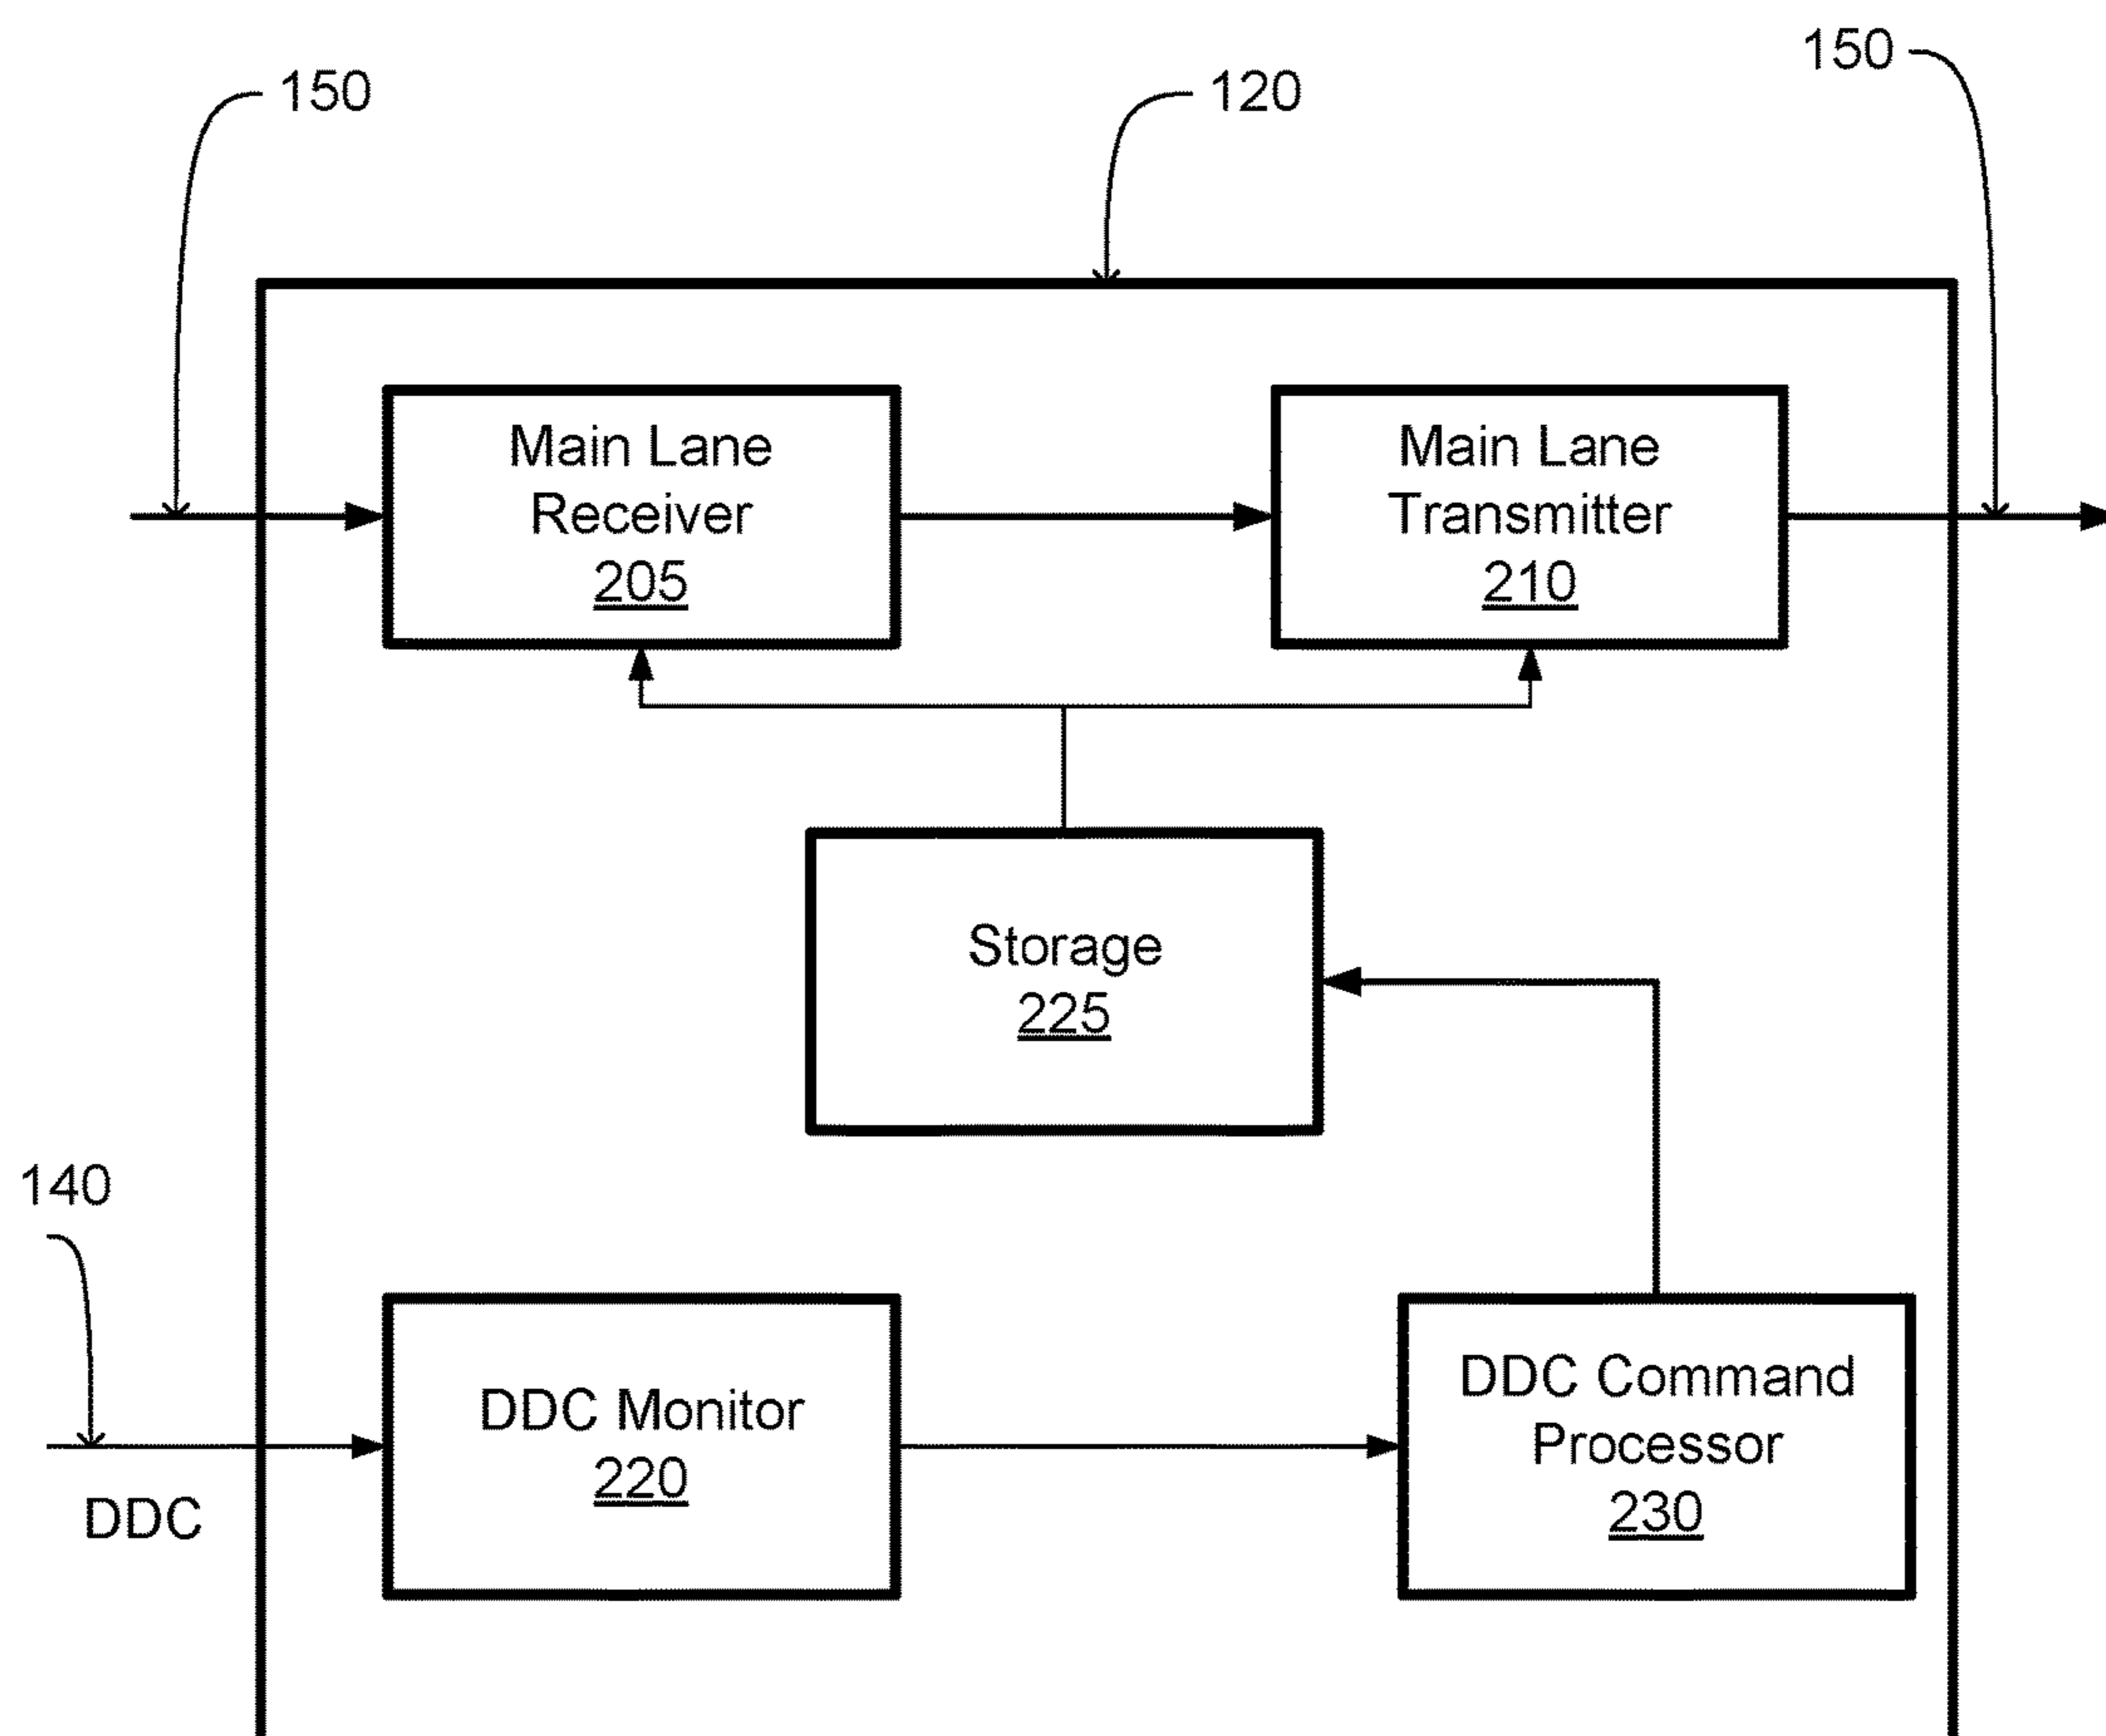 150
120
150
Main Lane
Receiver
205
Main Lane
Transmitter
210
Storage
225
140
DDC
DDC Monitor
220
DDC Command
Processor
230